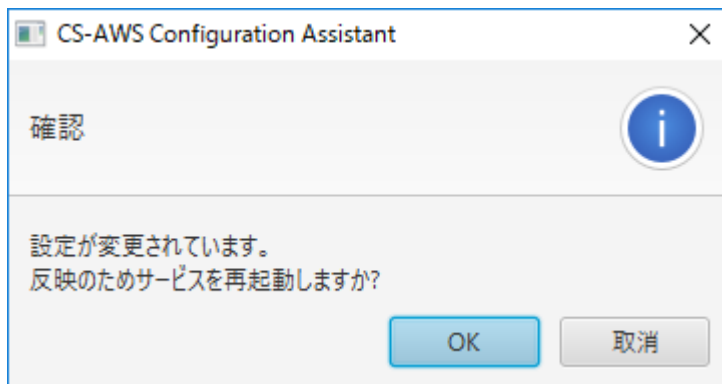 CS-AWS Configuration Assistant
確認
i
設定が変更されています。
反映のためサービスを再起動しますか?
OK
取消